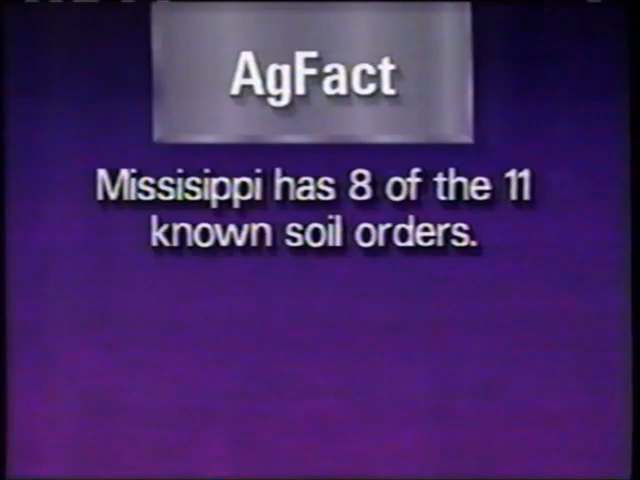 AgFact
Missisippi has 8 of the 11
known soil orders.